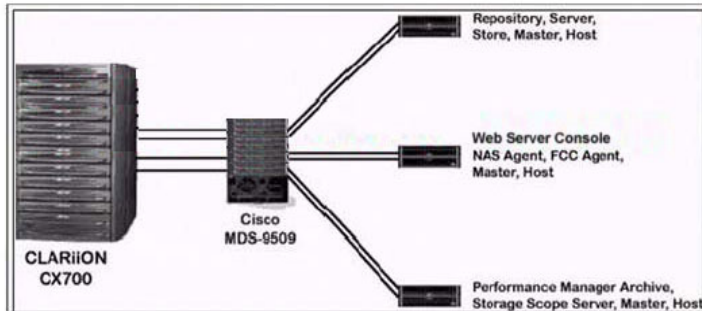 Repository, Server,
Store, Master, Host
Web Server Console
NAS Agent, FCC Agent,
Master, Host
Cisco
MDS-9509
CLARiiON
CX700
Performance Manager Archive,
Storage Scope Server, Master, Host